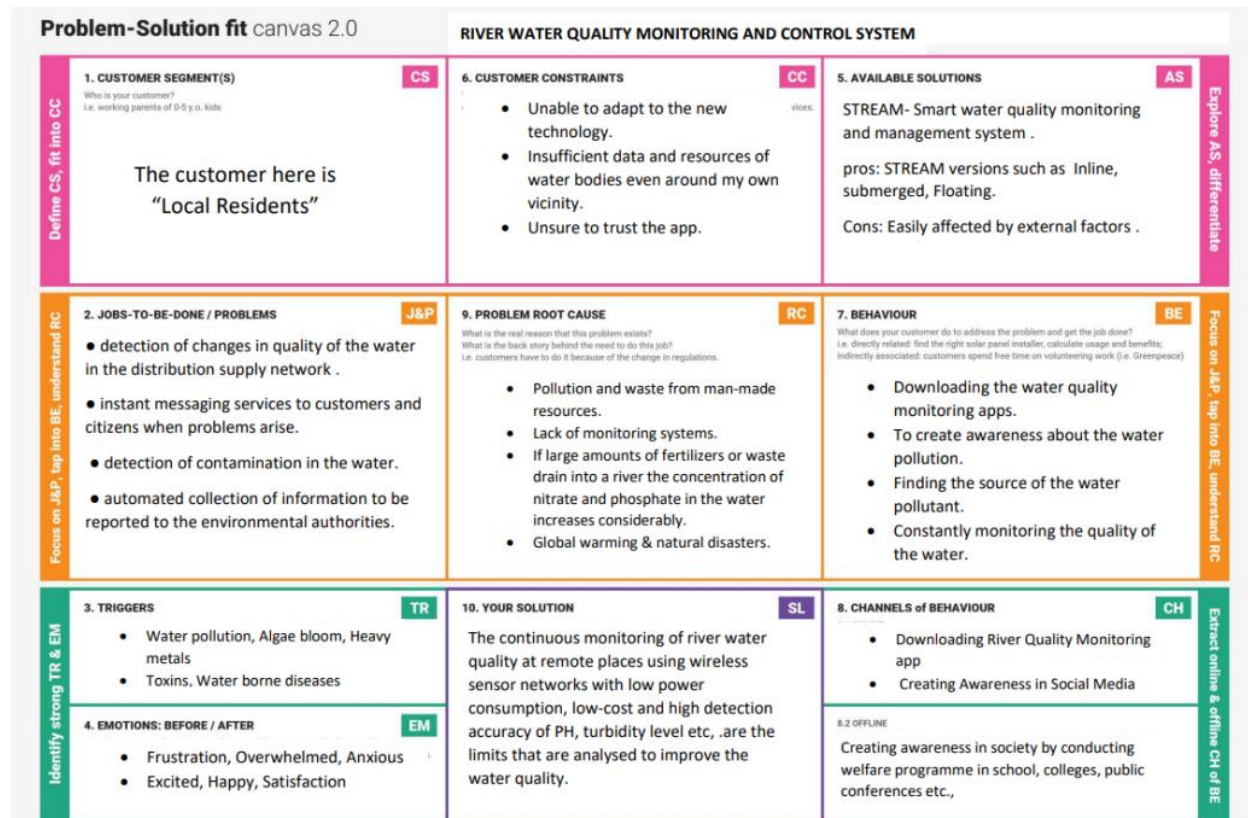 Problem-Solution fit canvas 2.0
RIVER WATER QUALITY MONITORING AND CONTROL SYSTEM
Define CS, fit into CC
1. CUSTOMER SEGMENT(S)
CS
Who is your customer?
i.e. working parents of 0-5 y.o. kids
The customer here is
“Local Residents”
6. CUSTOMER CONSTRAINTS
CC
vices.
• Unable to adapt to the new
technology.
• Insufficient data and resources of
water bodies even around my own
vicinity.
• Unsure to trust the app.
5. AVAILABLE SOLUTIONS
AS
STREAM- Smart water quality monitoring
and management system .
pros: STREAM versions such as Inline,
submerged, Floating.
Cons: Easily affected by external factors .
Explore AS, differentiate
Focus on J&P, tap into BE, understand RC
2. JOBS-TO-BE-DONE / PROBLEMS
J&P
● detection of changes in quality of the water
in the distribution supply network .
● instant messaging services to customers and
citizens when problems arise.
● detection of contamination in the water.
● automated collection of information to be
reported to the environmental authorities.
9. PROBLEM ROOT CAUSE
RC
What is the real reason that this problem exists?
What is the back story behind the need to do this job?
i.e. customers have to do it because of the change in regulations.
• Pollution and waste from man-made
resources.
• Lack of monitoring systems.
• If large amounts of fertilizers or waste
drain into a river the concentration of
nitrate and phosphate in the water
increases considerably.
• Global warming & natural disasters.
7. BEHAVIOUR
BE
What does your customer do to address the problem and get the job done?
i.e. directly related: find the right solar panel installer, calculate usage and benefits;
indirectly associated: customers spend free time on volunteering work (i.e. Greenpeace)
• Downloading the water quality
monitoring apps.
• To create awareness about the water
pollution.
• Finding the source of the water
pollutant.
• Constantly monitoring the quality of
the water.
Focus on J&P, tap into BE, understand RC
Identify strong TR & EM
3. TRIGGERS
TR
• Water pollution, Algae bloom, Heavy
metals
• Toxins, Water borne diseases
4. EMOTIONS: BEFORE / AFTER
EM
• Frustration, Overwhelmed, Anxious
• Excited, Happy, Satisfaction
10. YOUR SOLUTION
SL
The continuous monitoring of river water
quality at remote places using wireless
sensor networks with low power
consumption, low-cost and high detection
accuracy of PH, turbidity level etc, .are the
limits that are analysed to improve the
water quality.
8. CHANNELS of BEHAVIOUR
CH
• Downloading River Quality Monitoring
app
• Creating Awareness in Social Media
8.2 OFFLINE
Creating awareness in society by conducting
welfare programme in school, colleges, public
conferences etc.,
Extract online & offline CH of BE